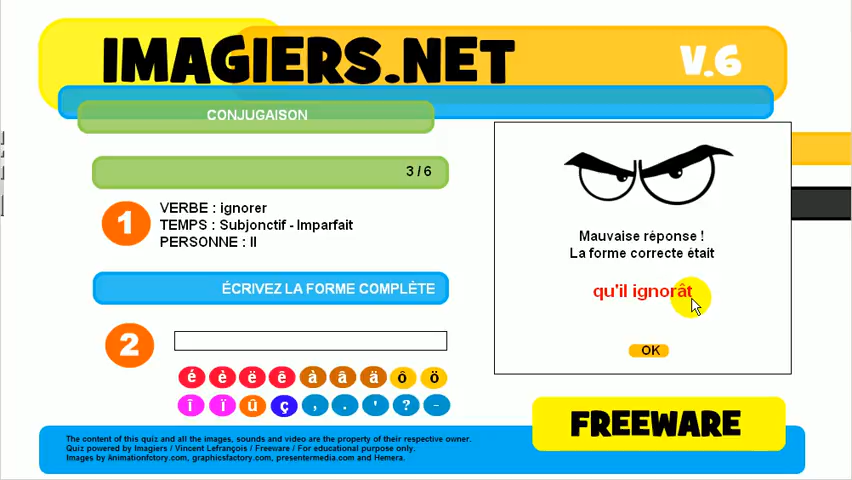 IMAGIERS.NET
V.6
CONJUGAISON
3 / 6
1
VERBE : ignorer
TEMPS : Subjonctif - Imparfait
PERSONNE : Il
ÉCRIVEZ LA FORME COMPLÈTE
2
é è ë ê à â ä ô ö
î ï û ç , . ' ? -
Mauvaise réponse !
La forme correcte était
qu'il ignorât
OK
FREEWARE
The content of this quiz and all the images, sounds and video are the property of their respective owner.
Quiz powered by Imagiers / Vincent Lefrançois / Freeware / For educational purpose only.
Images by Animationfctory.com, graphicsfactory.com, presentermedia.com and Hemera.